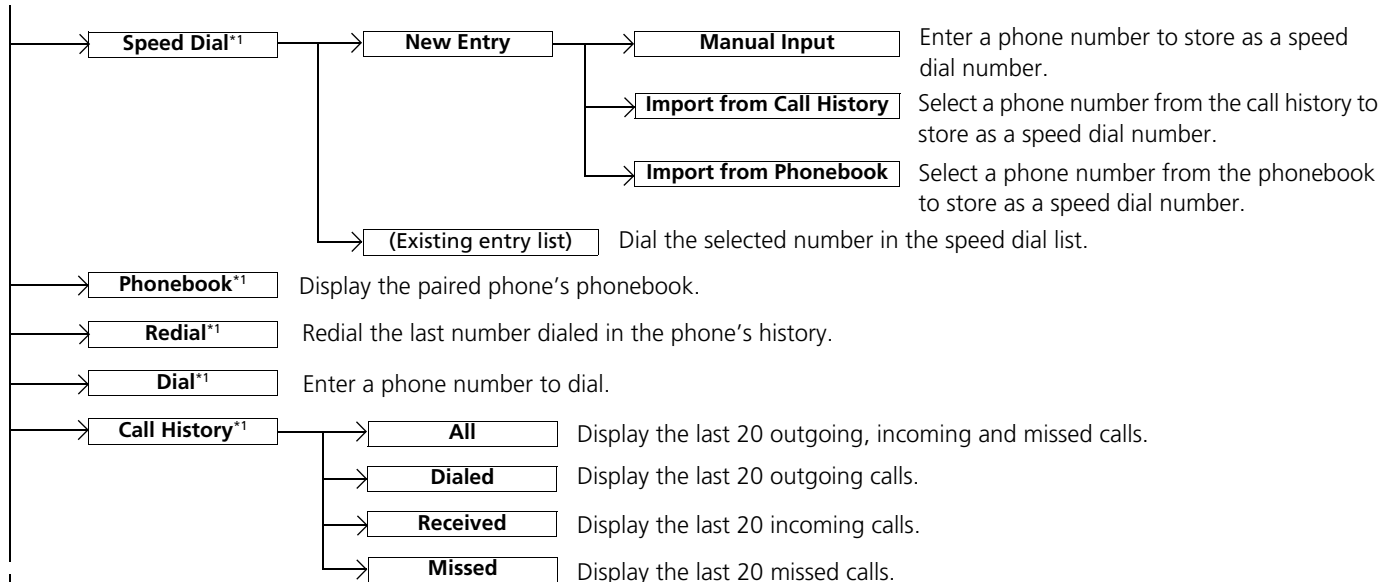 Speed Dial*1
New Entry
Manual Input
Enter a phone number to store as a speed
dial number.
Import from Call History
Select a phone number from the call history to
store as a speed dial number.
Import from Phonebook
Select a phone number from the phonebook
to store as a speed dial number.
(Existing entry list)
Dial the selected number in the speed dial list.
Phonebook*1
Display the paired phone’s phonebook.
Redial*1
Redial the last number dialed in the phone’s history.
Dial*1
Enter a phone number to dial.
Call History*1
All
Display the last 20 outgoing, incoming and missed calls.
Dialed
Display the last 20 outgoing calls.
Received
Display the last 20 incoming calls.
Missed
Display the last 20 missed calls.